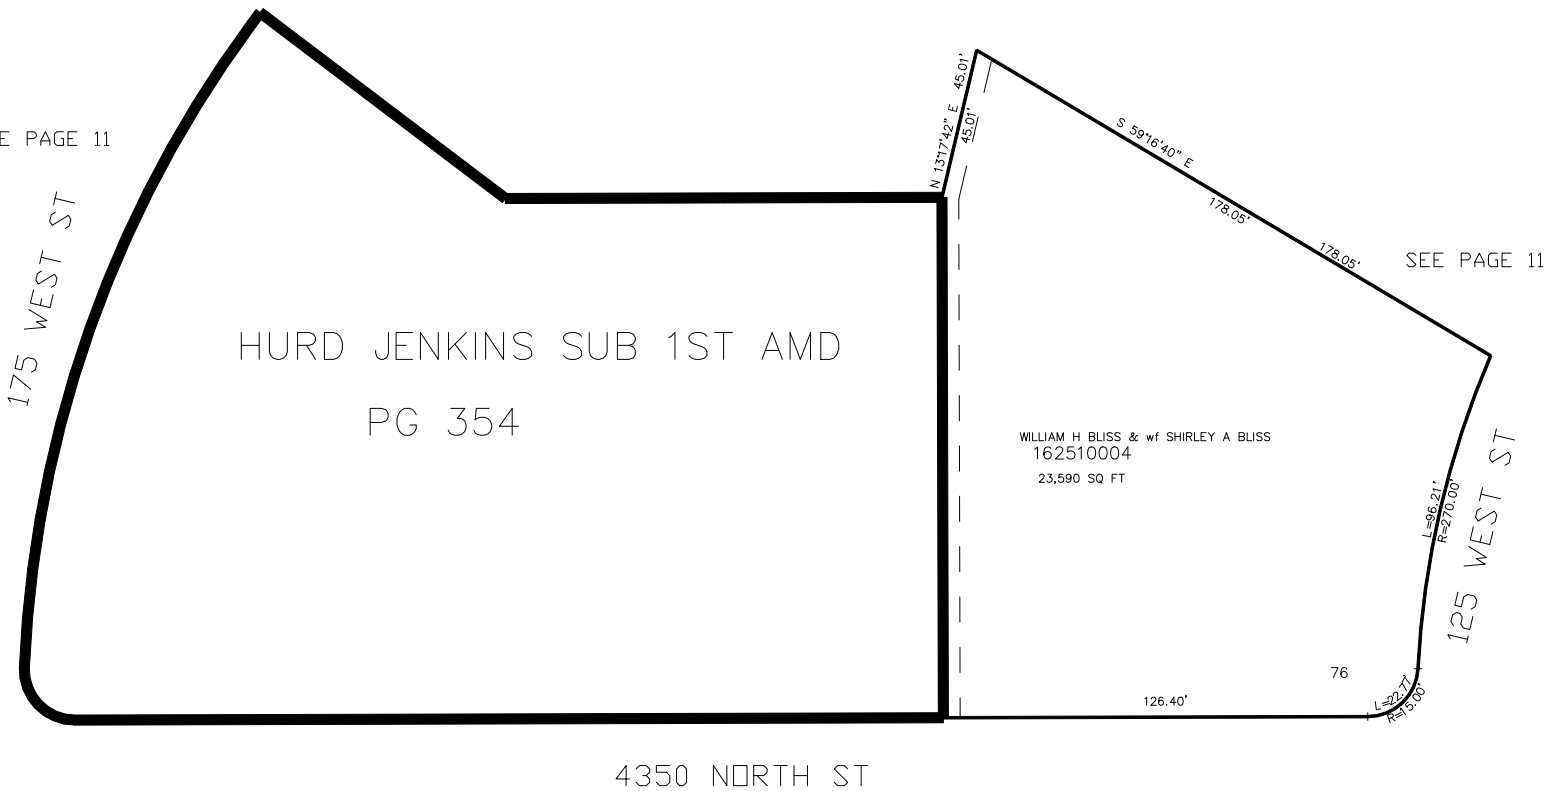 E PAGE 11
175 WEST ST
HURD JENKINS SUB 1ST AMD
PG 354
N 13°17'42" E 45.01'
45.01'
S 59°16'40" E
178.05'
178.05'
SEE PAGE 11
WILLIAM H BLISS & wf SHIRLEY A BLISS
162510004
23,590 SQ FT
L=96.21'
R=270.00'
125 WEST ST
76
126.40'
L=22.77'
R=15.00'
4350 NORTH ST